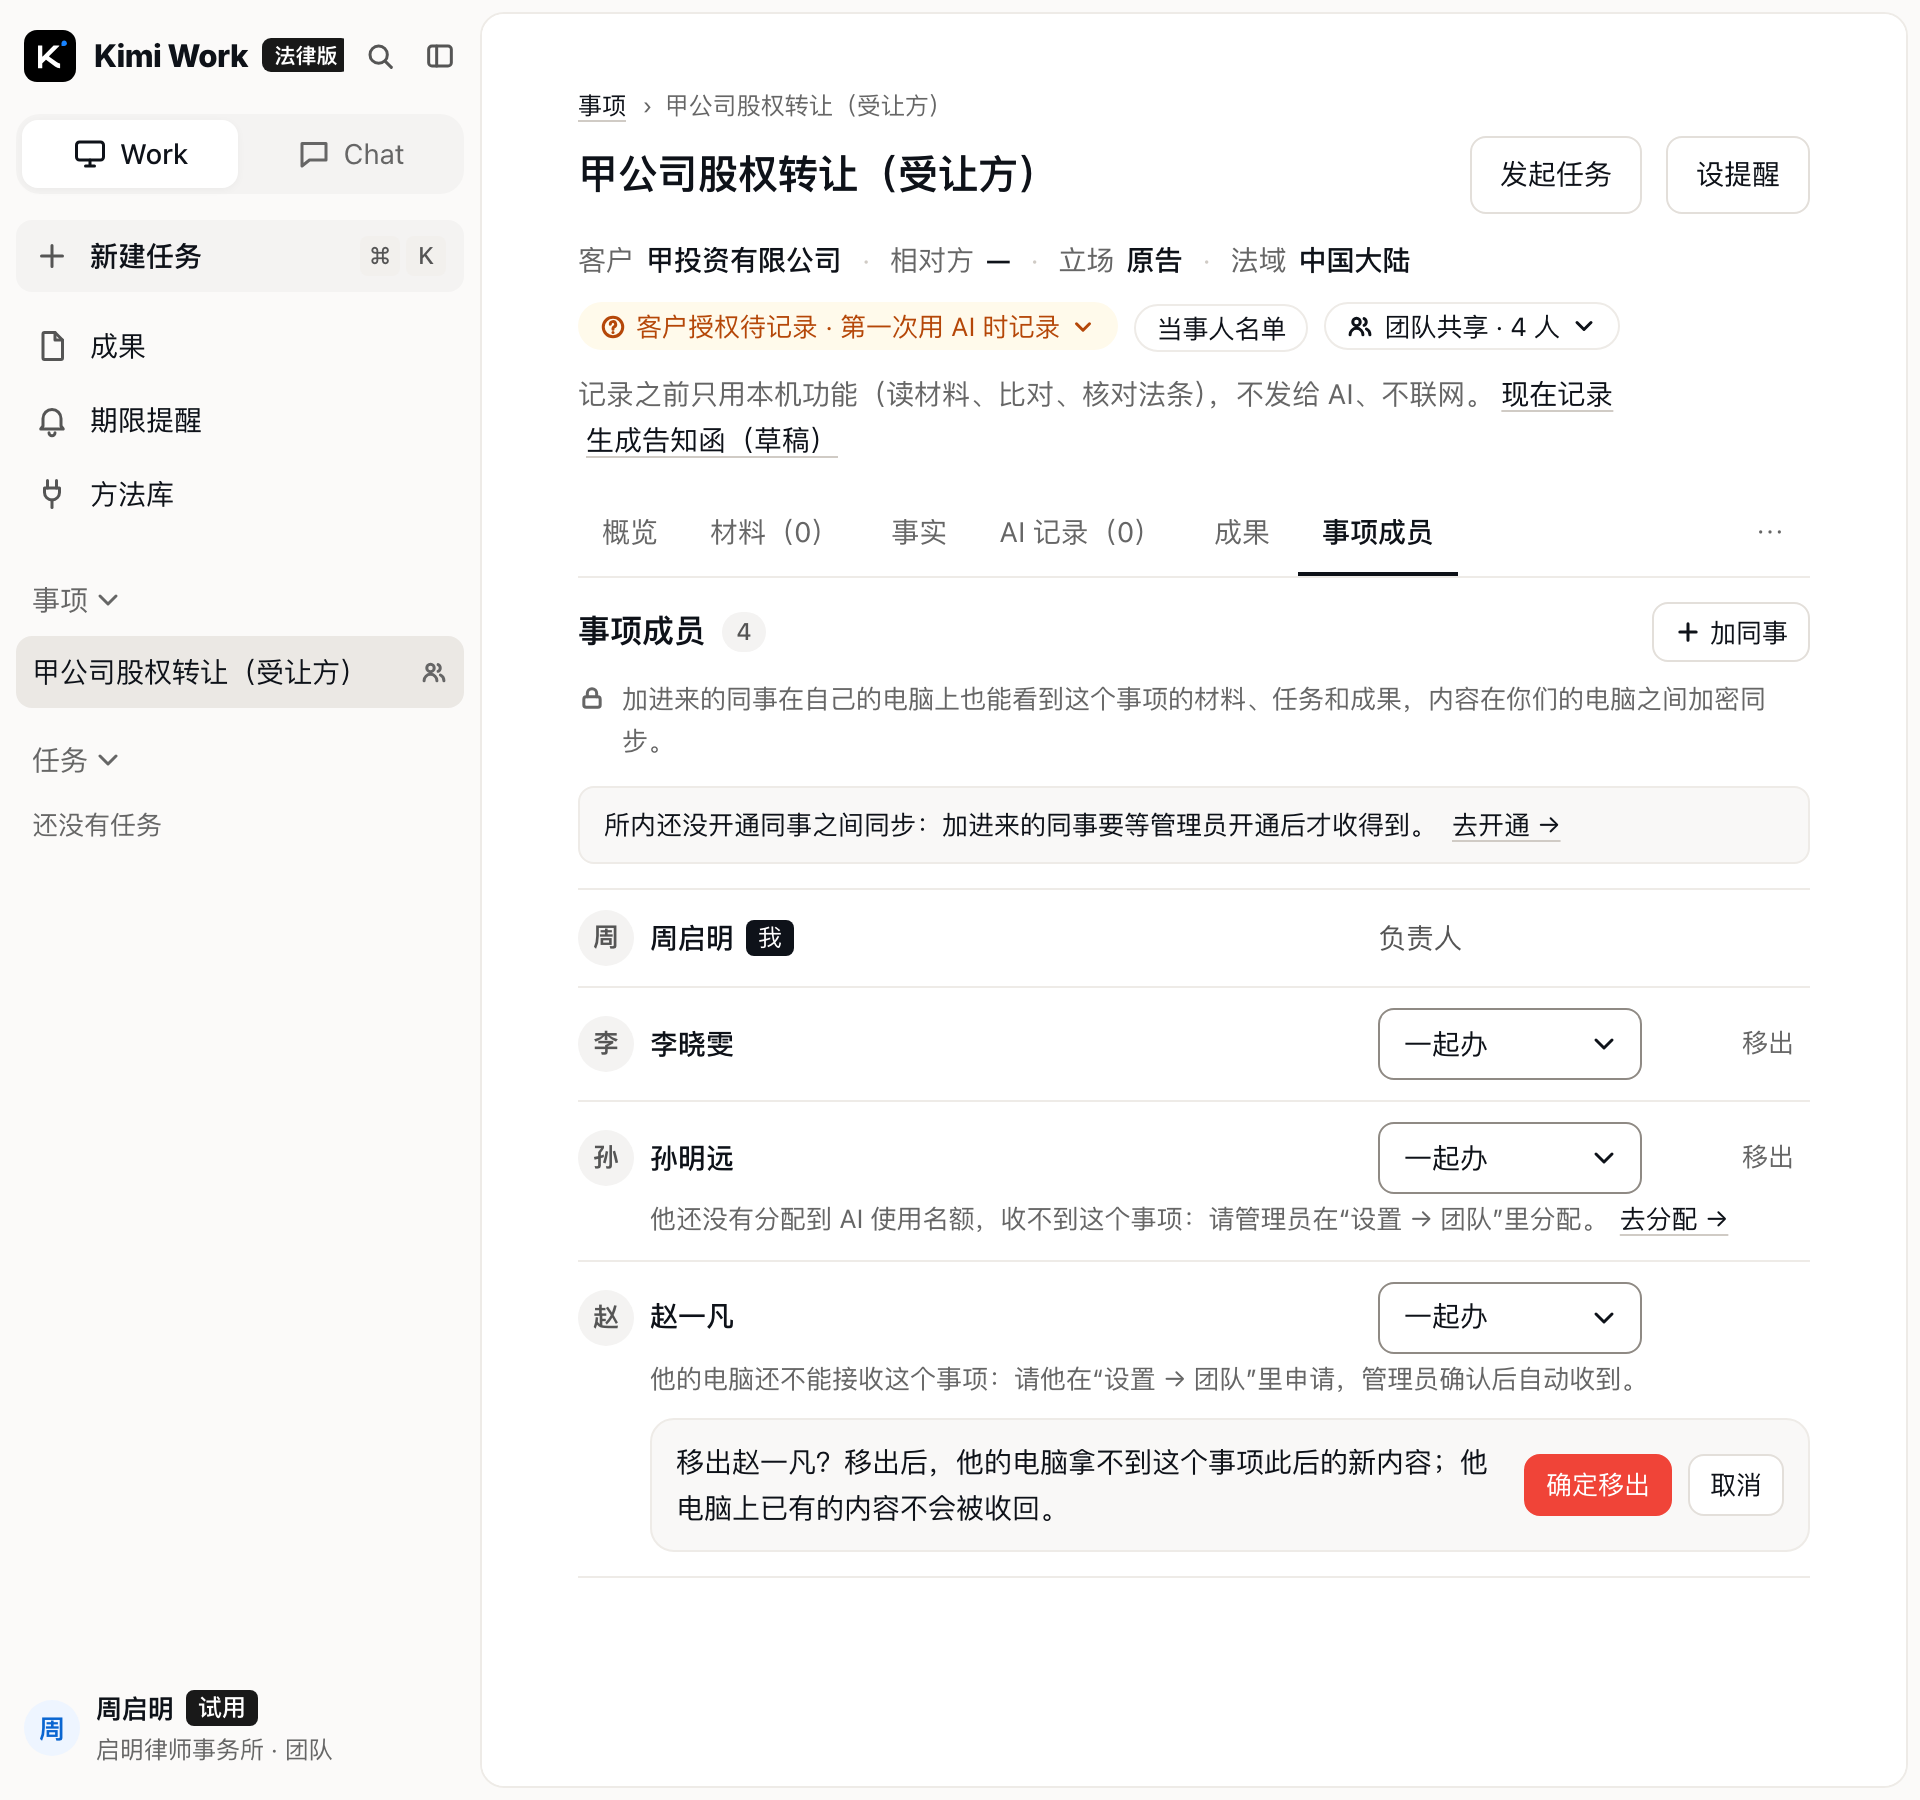 Kimi Work 法律版
Work
Chat
新建任务 ⌘ K
成果
期限提醒
方法库
事项
甲公司股权转让（受让方）
任务
还没有任务
周
周启明 试用
启明律师事务所 · 团队
事项 › 甲公司股权转让（受让方）
甲公司股权转让（受让方）
发起任务
设提醒
客户 甲投资有限公司 · 相对方 — · 立场 原告 · 法域 中国大陆
客户授权待记录 · 第一次用 AI 时记录
当事人名单
团队共享 · 4 人
记录之前只用本机功能（读材料、比对、核对法条），不发给 AI、不联网。 现在记录
生成告知函（草稿）
概览 材料（0） 事实 AI 记录（0） 成果 事项成员 ···
事项成员 4
+ 加同事
加进来的同事在自己的电脑上也能看到这个事项的材料、任务和成果，内容在你们的电脑之间加密同
步。
所内还没开通同事之间同步：加进来的同事要等管理员开通后才收得到。 去开通 →
周 周启明 我 负责人
李 李晓雯 一起办 移出
孙 孙明远 一起办 移出
他还没有分配到 AI 使用名额，收不到这个事项：请管理员在“设置 → 团队”里分配。 去分配 →
赵 赵一凡 一起办
他的电脑还不能接收这个事项：请他在“设置 → 团队”里申请，管理员确认后自动收到。
移出赵一凡？移出后，他的电脑拿不到这个事项此后的新内容；他
电脑上已有的内容不会被收回。
确定移出
取消